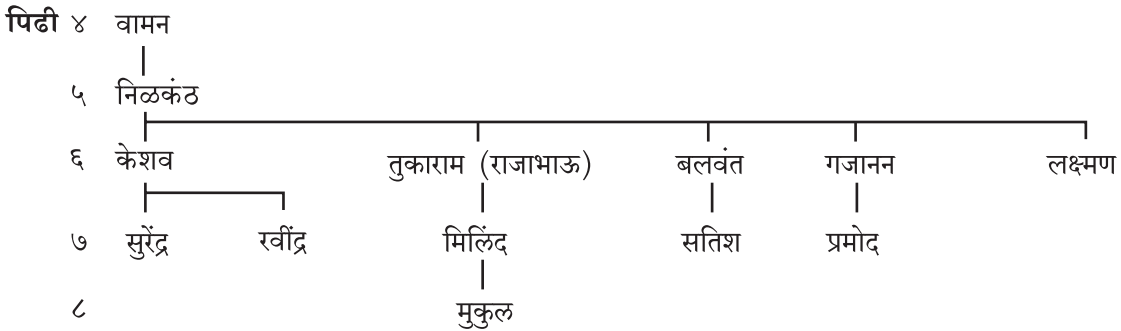 पिढी ४ वामन
५ निळकंठ
६ केशव तुकाराम (राजाभाऊ) बलवंत गजानन लक्ष्मण
७ सुरेंद्र रवींद्र मिलिंद सतिश प्रमोद
८ मुकुल